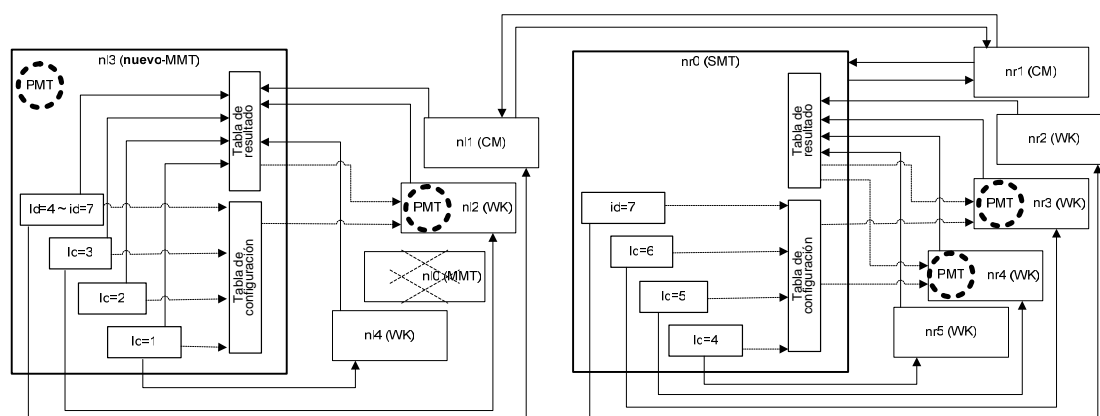 nl3 (nuevo-MMT)
PMT
Tabla de
resultado
Id=4 ~ id=7
Ic=3
Ic=2
Ic=1
Tabla de
configuración
nl1 (CM)
PMT
nl2 (WK)
nl0 (MMT)
nl4 (WK)
nr0 (SMT)
Tabla de
resultado
id=7
Ic=6
Ic=5
Ic=4
Tabla de
configuración
nr1 (CM)
nr2 (WK)
PMT
nr3 (WK)
PMT
nr4 (WK)
nr5 (WK)